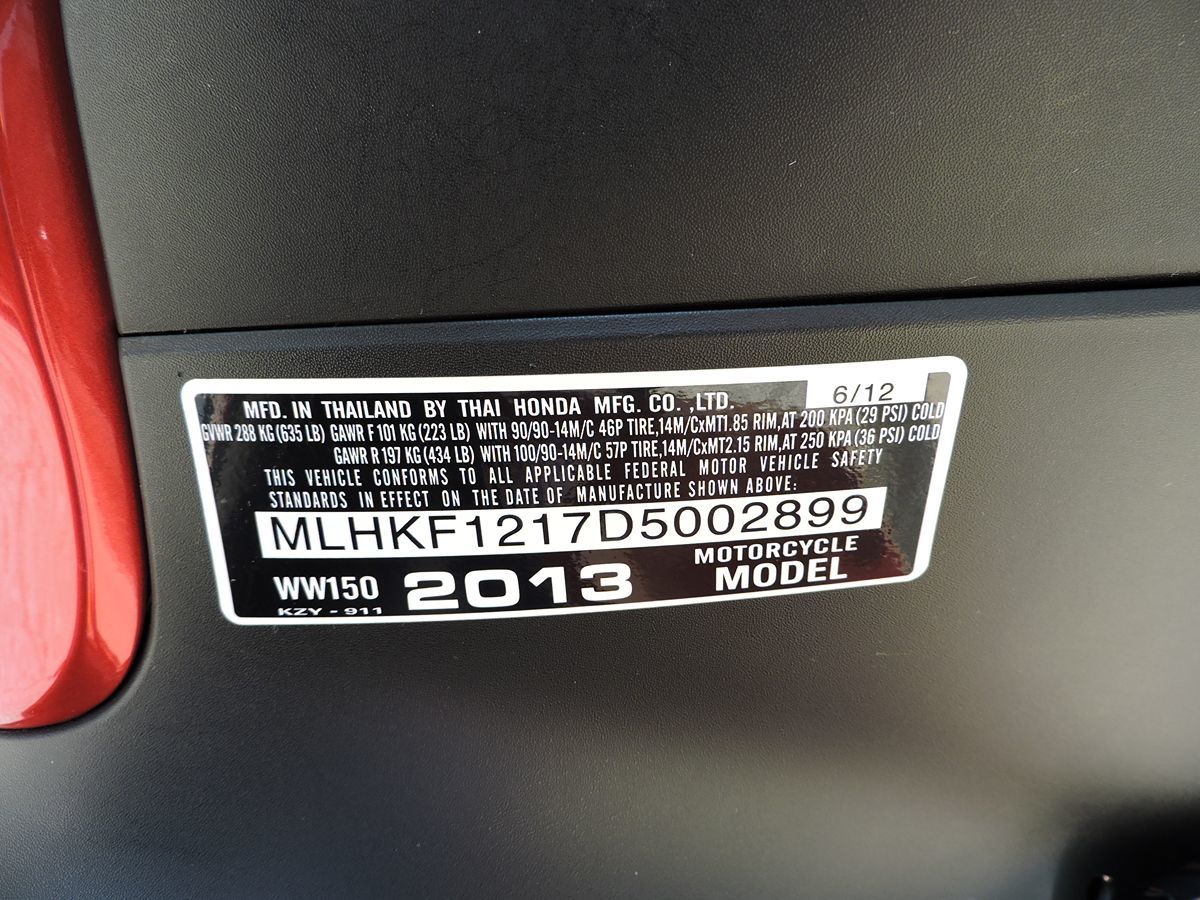 6/12
MFD. IN THAILAND BY THAI HONDA MFG. CO. ,LTD.
GVWR 288 KG (635 LB) GAWR F 101 KG (223 LB) WITH 90/90-14M/C 46P TIRE,14M/CxMT1.85 RIM,AT 200 KPA (29 PSI) COLD
GAWR R 197 KG (434 LB) WITH 100/90-14M/C 57P TIRE,14M/CxMT2.15 RIM,AT 250 KPA (36 PSI) COLD
THIS VEHICLE CONFORMS TO ALL APPLICABLE FEDERAL MOTOR VEHICLE SAFETY
STANDARDS IN EFFECT ON THE DATE OF MANUFACTURE SHOWN ABOVE:
MLHKF1217D5002899
WW150 2013 MOTORCYCLE
MODEL
KZY - 911